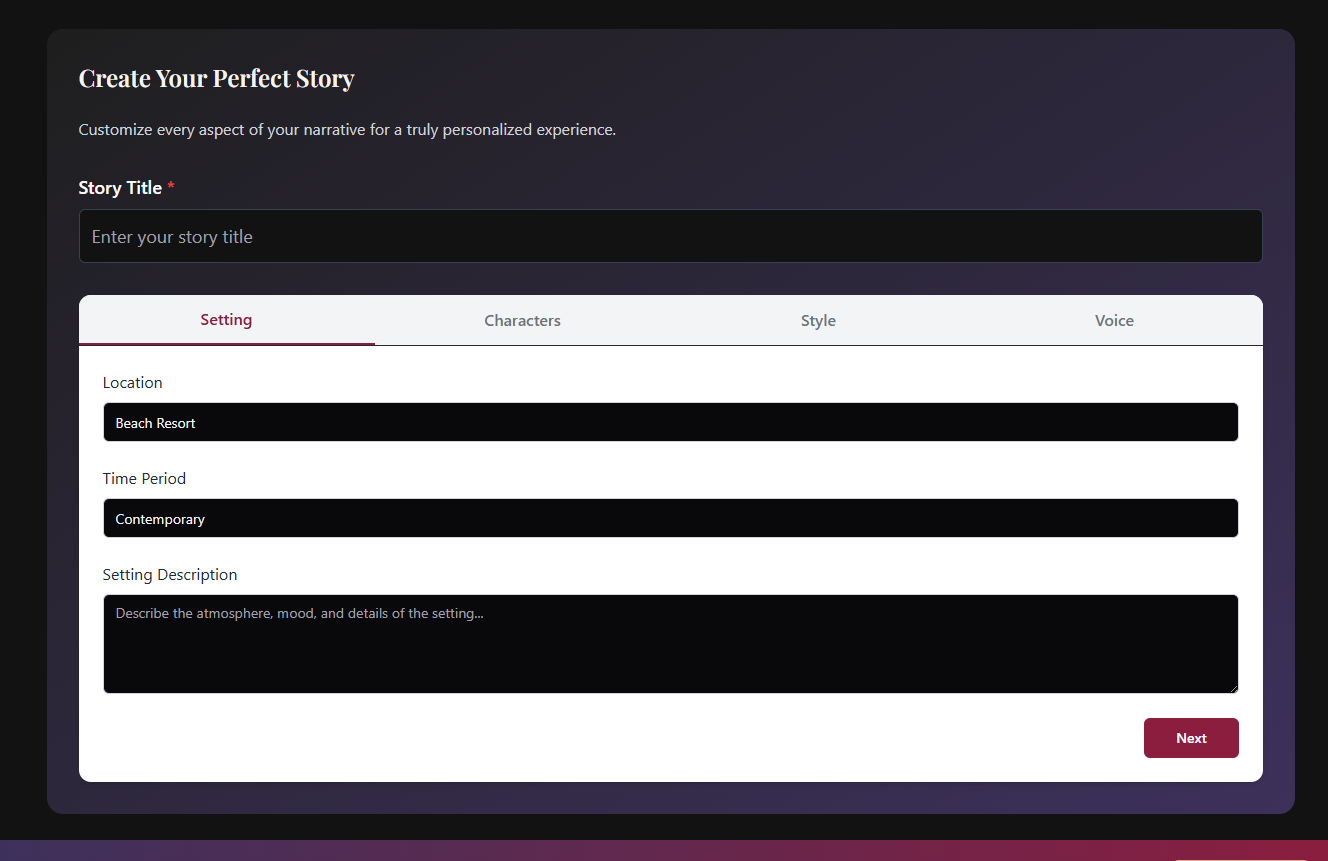 Create Your Perfect Story
Customize every aspect of your narrative for a truly personalized experience.
Story Title *
Enter your story title
Setting
Characters
Style
Voice
Location
Beach Resort
Time Period
Contemporary
Setting Description
Describe the atmosphere, mood, and details of the setting...
Next